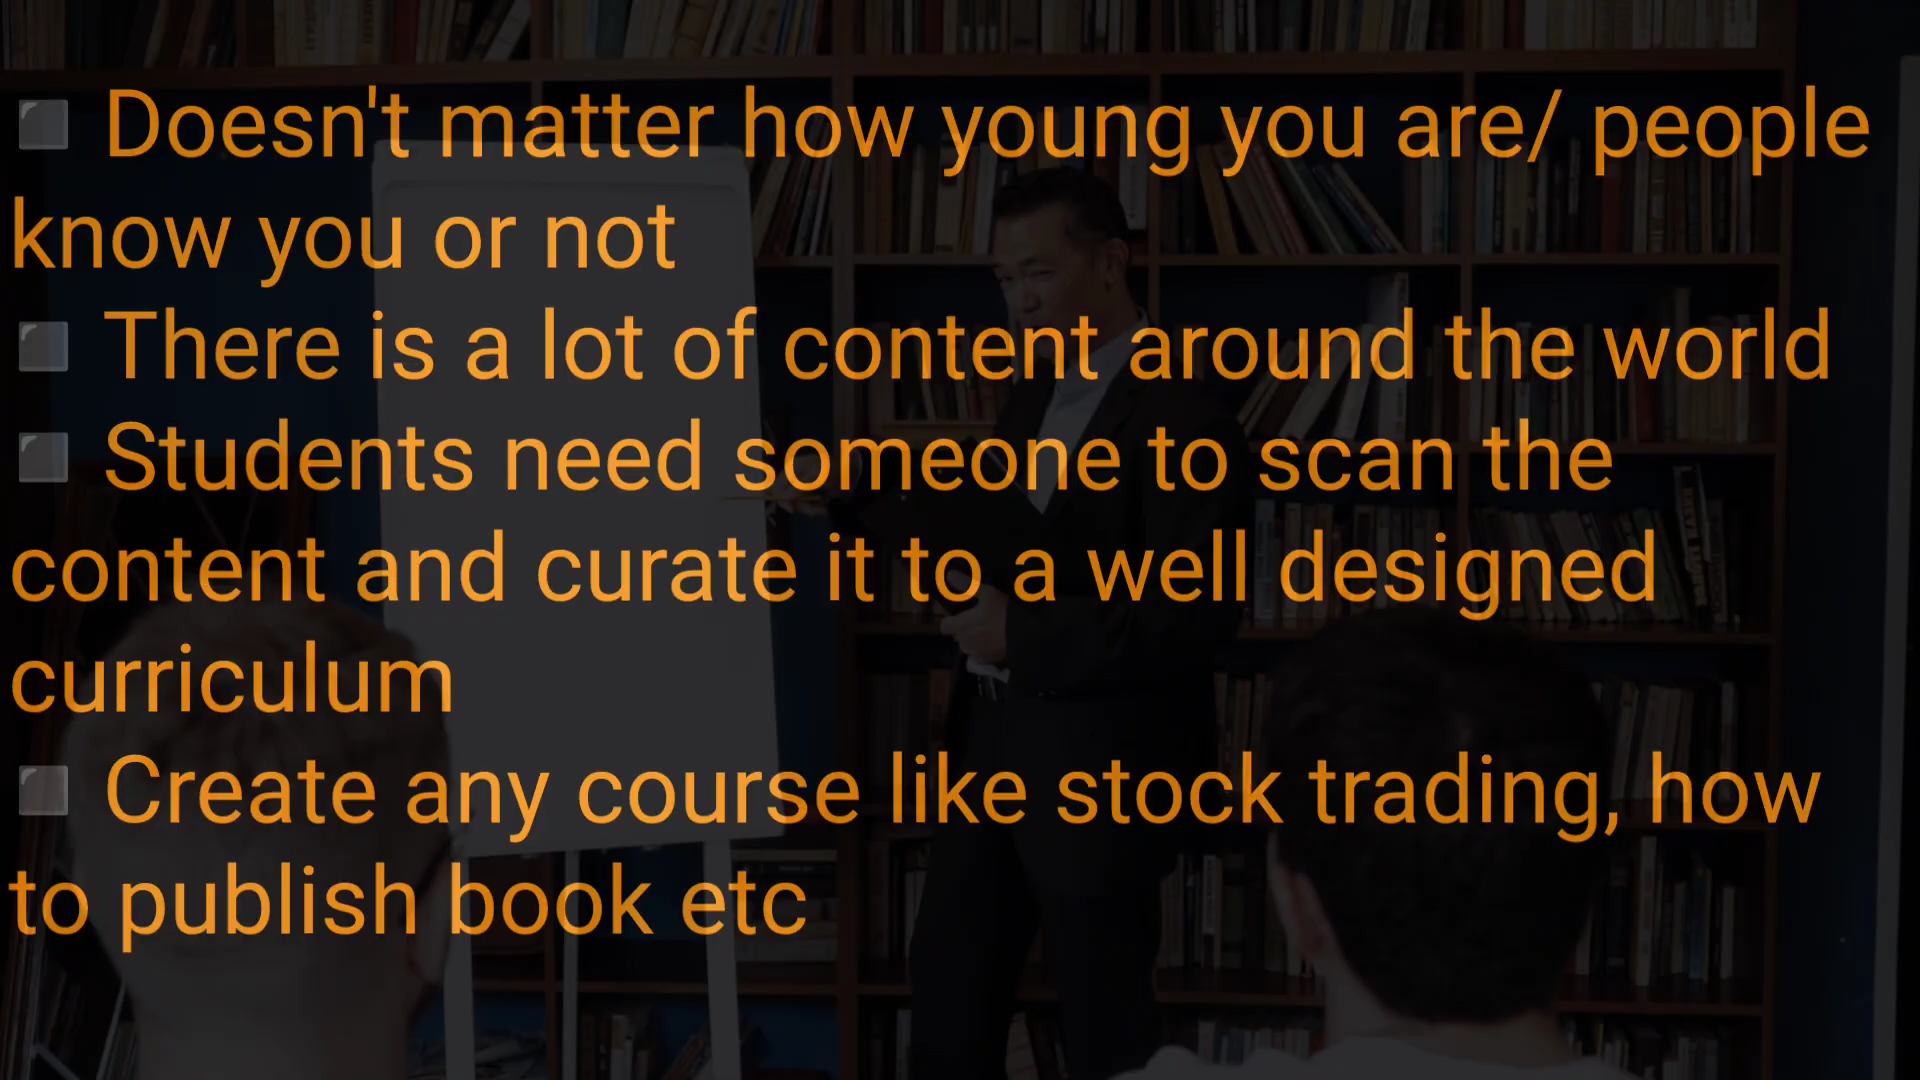 ◽ Doesn't matter how young you are/ people
know you or not
◽ There is a lot of content around the world
◽ Students need someone to scan the
content and curate it to a well designed
curriculum
◽ Create any course like stock trading, how
to publish book etc